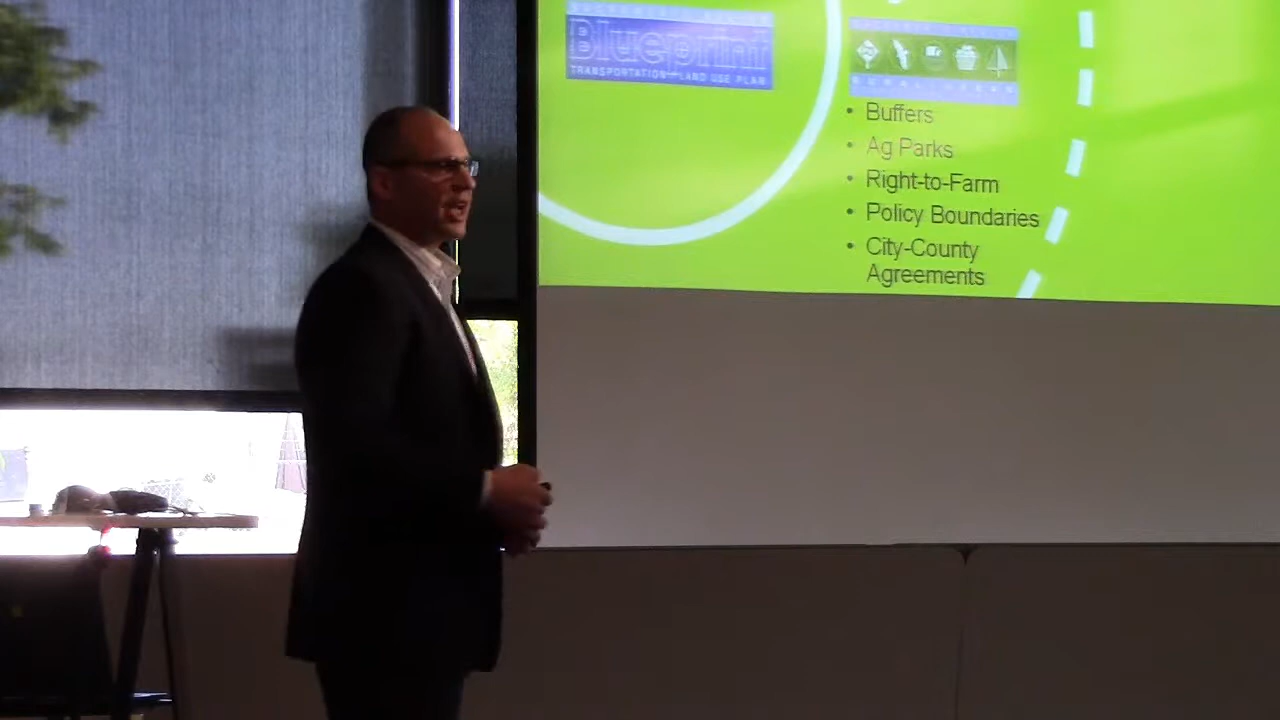 Blueprint
TRANSPORTATION LAND USE PLAN
• Buffers
• Ag Parks
• Right-to-Farm
• Policy Boundaries
• City-County
Agreements